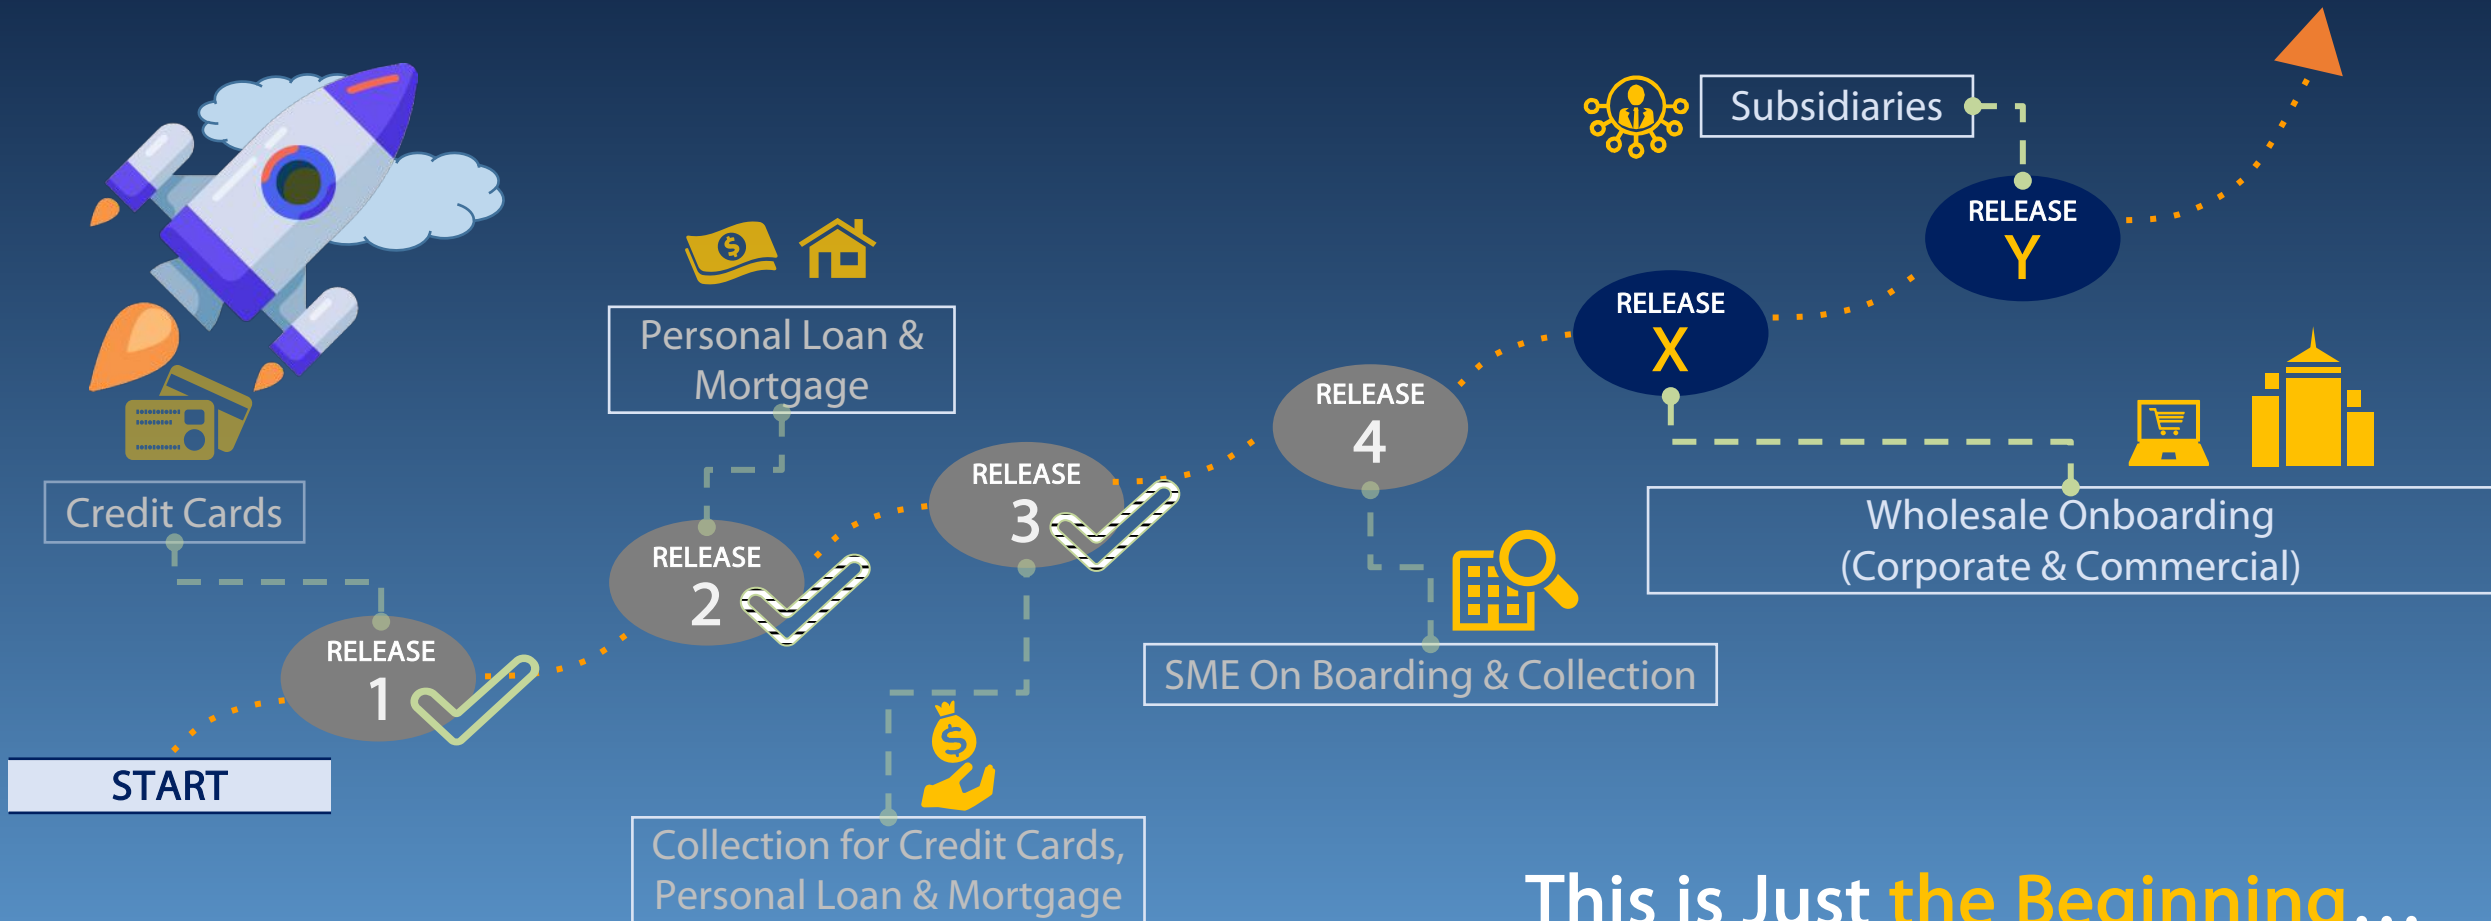 Subsidiaries
RELEASE
Y
RELEASE
X
Personal Loan &
Mortgage
RELEASE
4
Wholesale Onboarding
(Corporate & Commercial)
RELEASE
3
Credit Cards
RELEASE
2
RELEASE
1
SME On Boarding & Collection
START
Collection for Credit Cards,
Personal Loan & Mortgage
This is Just the Beginning...